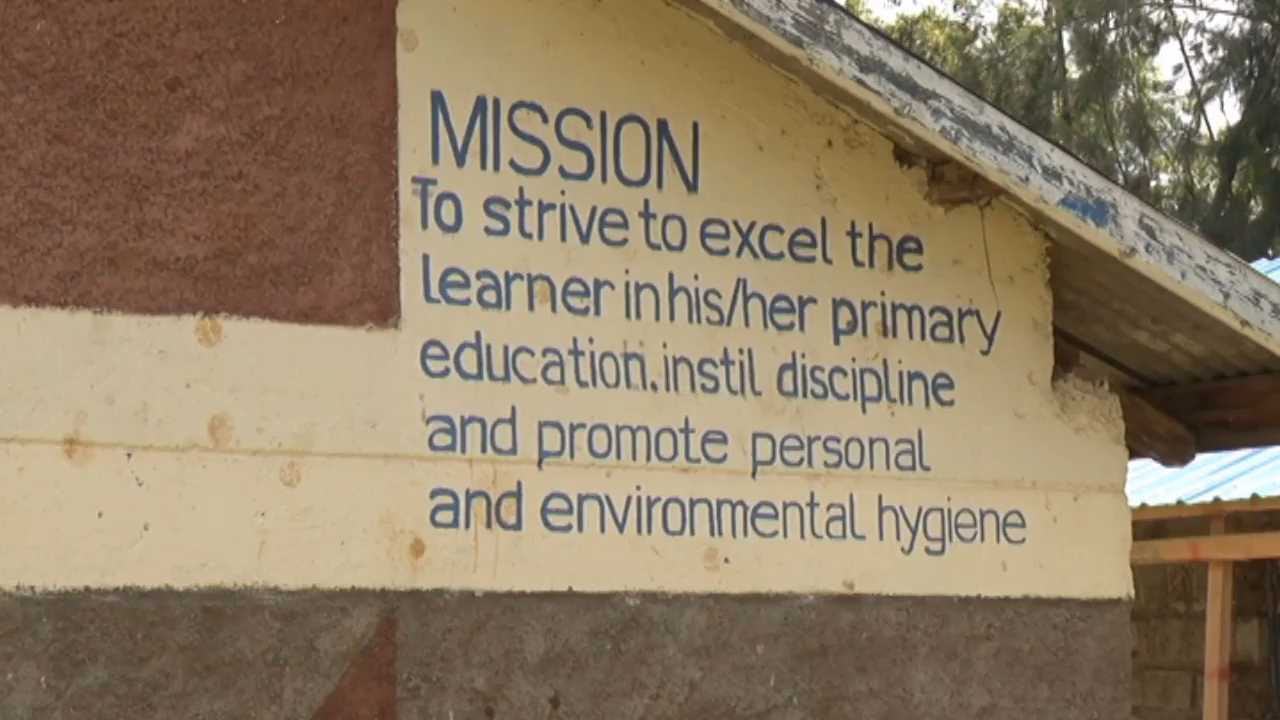 MISSION
To strive to excel the
learner in his/her primary
education.instil discipline
and promote personal
and environmental hygiene